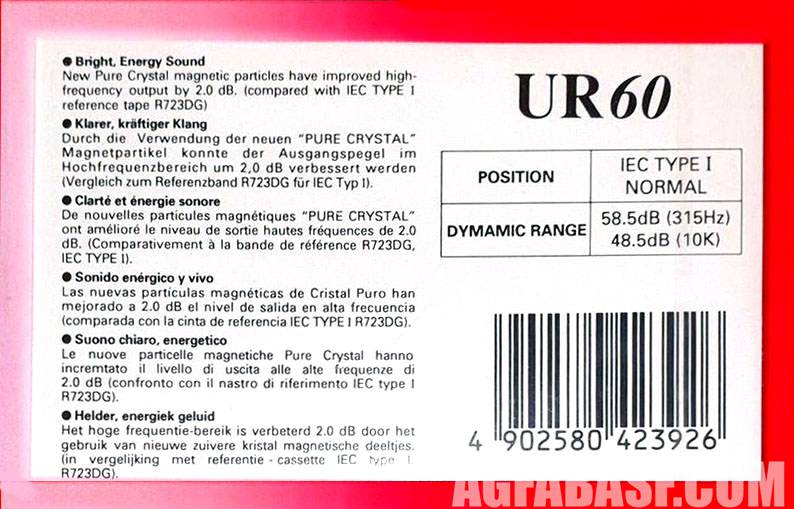 ● Bright, Energy Sound
New Pure Crystal magnetic particles have improved high-
frequency output by 2.0 dB. (compared with IEC TYPE I
reference tape R723DG)
● Klarer, kräftiger Klang
Durch die Verwendung der neuen "PURE CRYSTAL"
Magnetpartikel konnte der Ausgangspegel im
Hochfrequenzbereich um 2,0 dB verbessert werden
(Vergleich zum Referenzband R723DG für IEC Typ I).
● Clarté et énergie sonore
De nouvelles particules magnétiques "PURE CRYSTAL"
ont amélioré le niveau de sortie hautes fréquences de 2.0
dB. (Comparativement à la bande de référence R723DG,
IEC TYPE I).
● Sonido enérgico y vivo
Las nuevas partículas magnéticas de Cristal Puro han
mejorado a 2.0 dB el nivel de salida en alta frecuencia
(comparada con la cinta de referencia IEC TYPE I R723DG).
● Suono chiaro, energetico
Le nuove particelle magnetiche Pure Crystal hanno
incremtato il livello di uscita alle alte frequenze di
2.0 dB (confronto con il nastro di riferimento IEC type I
R723DG).
● Helder, energiek geluid
Het hoge frequentie-bereik is verbeterd 2.0 dB door het
gebruik van nieuwe zuivere kristal magnetische deeltjes.
(in vergelijking met referentie - cassette IEC type I.
R723DG).
UR60
POSITION
IEC TYPE I
NORMAL
DYMAMIC RANGE
58.5dB (315Hz)
48.5dB (10K)
4 902580 423926
AGFABASF.COM